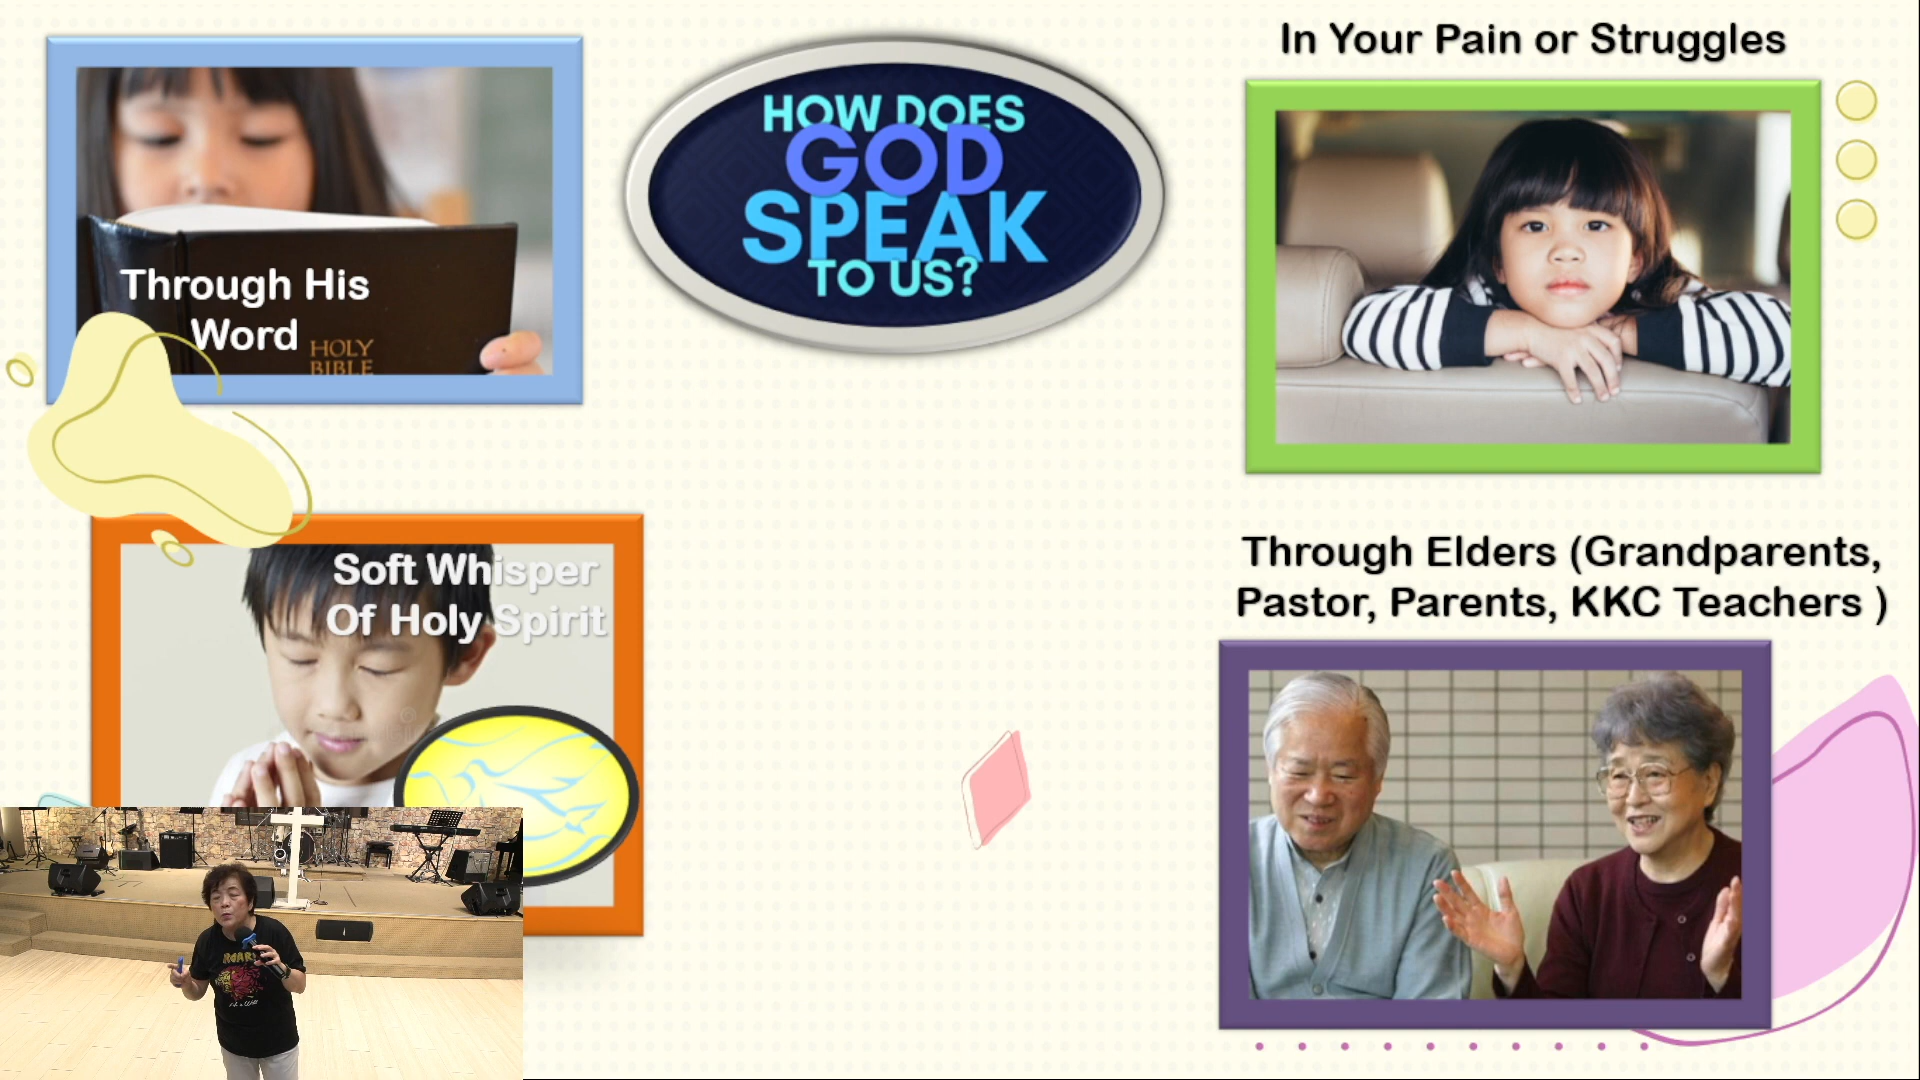 HOW DOES
GOD
SPEAK
TO US?
Through His
Word
HOLY
BIBLE
In Your Pain or Struggles
Soft Whisper
Of Holy Spirit
Through Elders (Grandparents,
Pastor, Parents, KKC Teachers )
ROAR